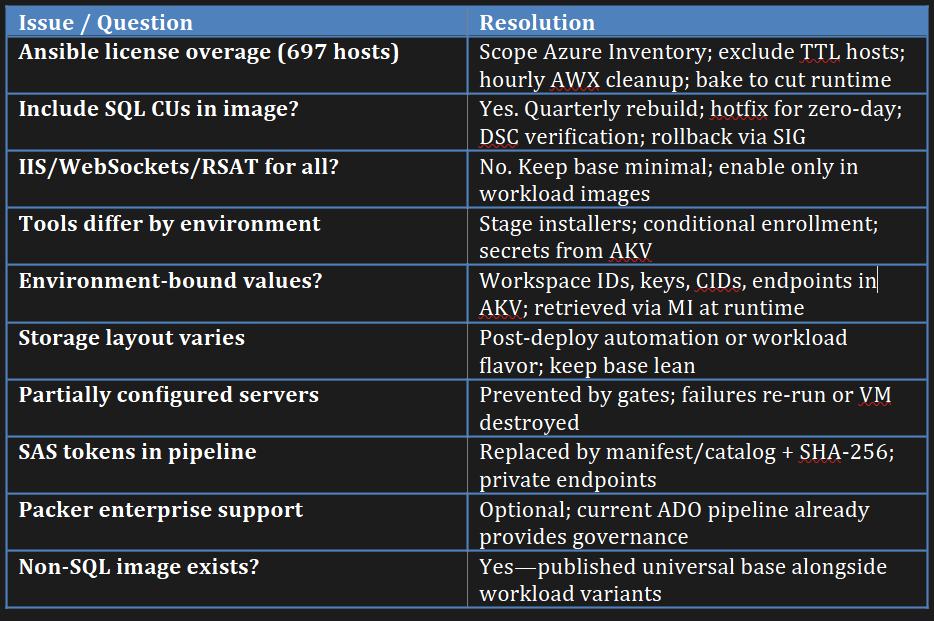 Issue / Question
Resolution
Ansible license overage (697 hosts)
Scope Azure Inventory; exclude TTL hosts;
hourly AWX cleanup; bake to cut runtime
Include SQL CUs in image?
Yes. Quarterly rebuild; hotfix for zero-day;
DSC verification; rollback via SIG
IIS/WebSockets/RSAT for all?
No. Keep base minimal; enable only in
workload images
Tools differ by environment
Stage installers; conditional enrollment;
secrets from AKV
Environment-bound values?
Workspace IDs, keys, CIDs, endpoints in
AKV; retrieved via MI at runtime
Storage layout varies
Post-deploy automation or workload
flavor; keep base lean
Partially configured servers
Prevented by gates; failures re-run or VM
destroyed
SAS tokens in pipeline
Replaced by manifest/catalog + SHA-256;
private endpoints
Packer enterprise support
Optional; current ADO pipeline already
provides governance
Non-SQL image exists?
Yes—published universal base alongside
workload variants